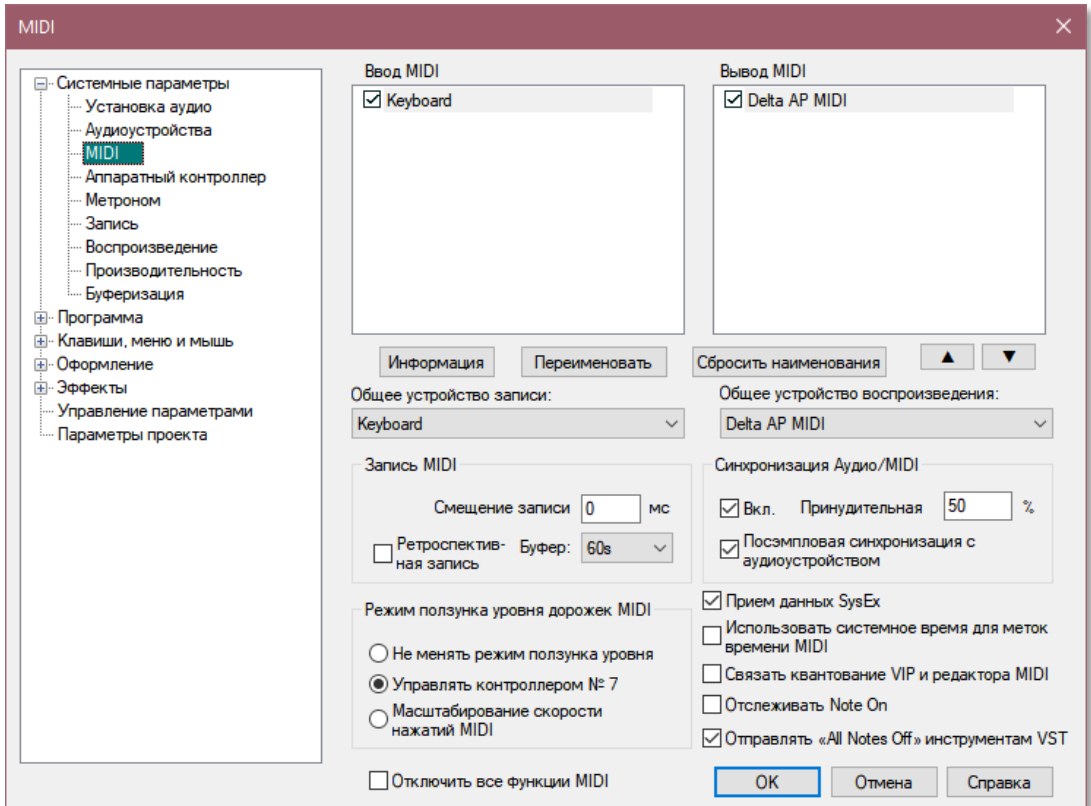 MIDI
Системные параметры
Установка аудио
Аудиоустройства
MIDI
Аппаратный контроллер
Метроном
Запись
Воспроизведение
Производительность
Буферизация
Программа
Клавиши, меню и мышь
Оформление
Эффекты
Управление параметрами
Параметры проекта
Ввод MIDI
Keyboard
Вывод MIDI
Delta AP MIDI
Информация
Переименовать
Сбросить наименования
▲
▼
Общее устройство записи:
Keyboard
Общее устройство воспроизведения:
Delta AP MIDI
Запись MIDI
Смещение записи 0 мс
Ретроспектив-
ная запись
Буфер: 60s
Синхронизация Аудио/MIDI
Вкл. Принудительная 50 %
Посэмпловая синхронизация с
аудиоустройством
Режим ползунка уровня дорожек MIDI
Не менять режим ползунка уровня
Управлять контроллером № 7
Масштабирование скорости
нажатий MIDI
Прием данных SysEx
Использовать системное время для меток
времени MIDI
Связать квантование VIP и редактора MIDI
Отслеживать Note On
Отправлять «All Notes Off» инструментам VST
Отключить все функции MIDI
OK
Отмена
Справка